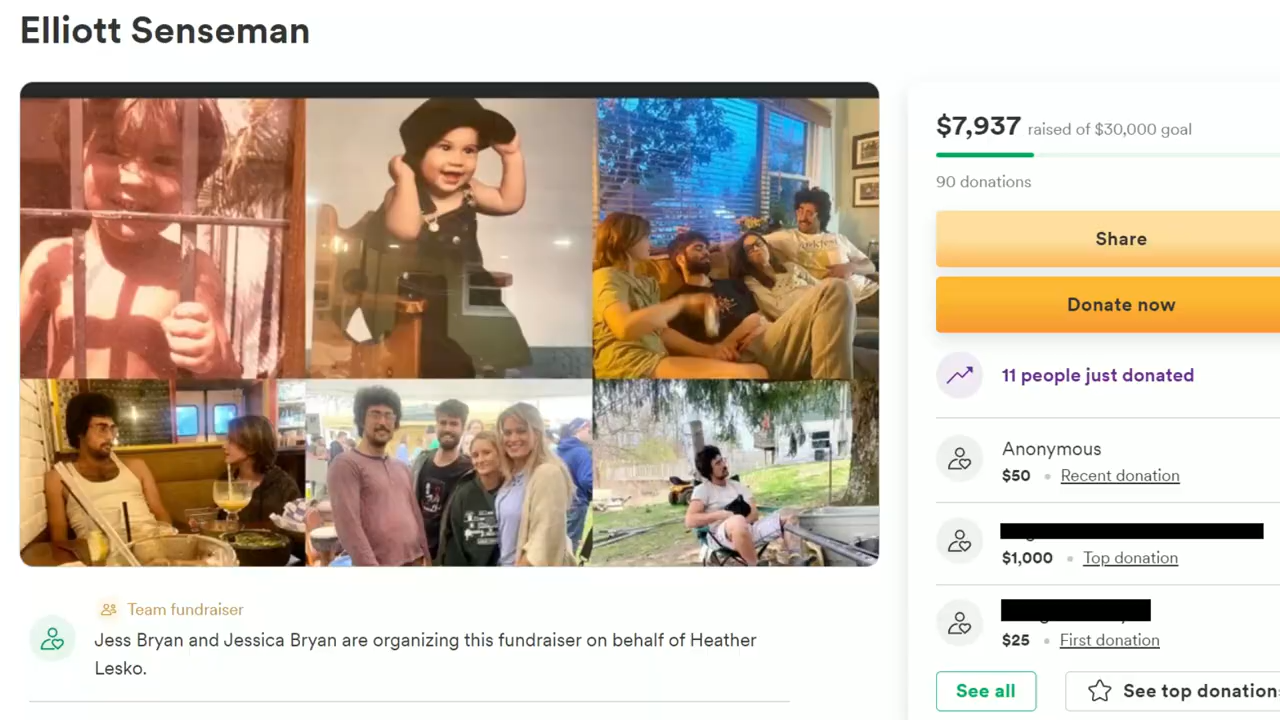 Elliott Senseman
$7,937 raised of $30,000 goal
90 donations
Share
Donate now
11 people just donated
Anonymous
$50 • Recent donation
$1,000 • Top donation
$25 • First donation
See all
See top donations
Team fundraiser
Jess Bryan and Jessica Bryan are organizing this fundraiser on behalf of Heather
Lesko.